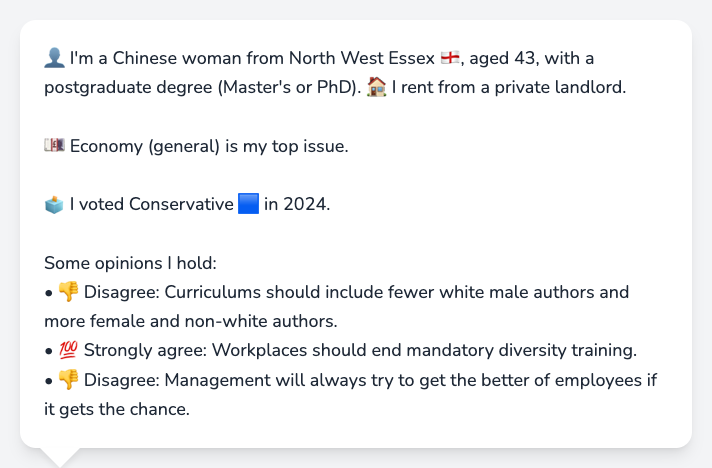 👤 I'm a Chinese woman from North West Essex 🏴󠁧󠁢󠁥󠁮󠁧󠁿, aged 43, with a
postgraduate degree (Master's or PhD). 🏠 I rent from a private landlord.
💷 Economy (general) is my top issue.
🗳️ I voted Conservative 🟦 in 2024.
Some opinions I hold:
• 👎 Disagree: Curriculums should include fewer white male authors and
more female and non-white authors.
• 💯 Strongly agree: Workplaces should end mandatory diversity training.
• 👎 Disagree: Management will always try to get the better of employees if
it gets the chance.